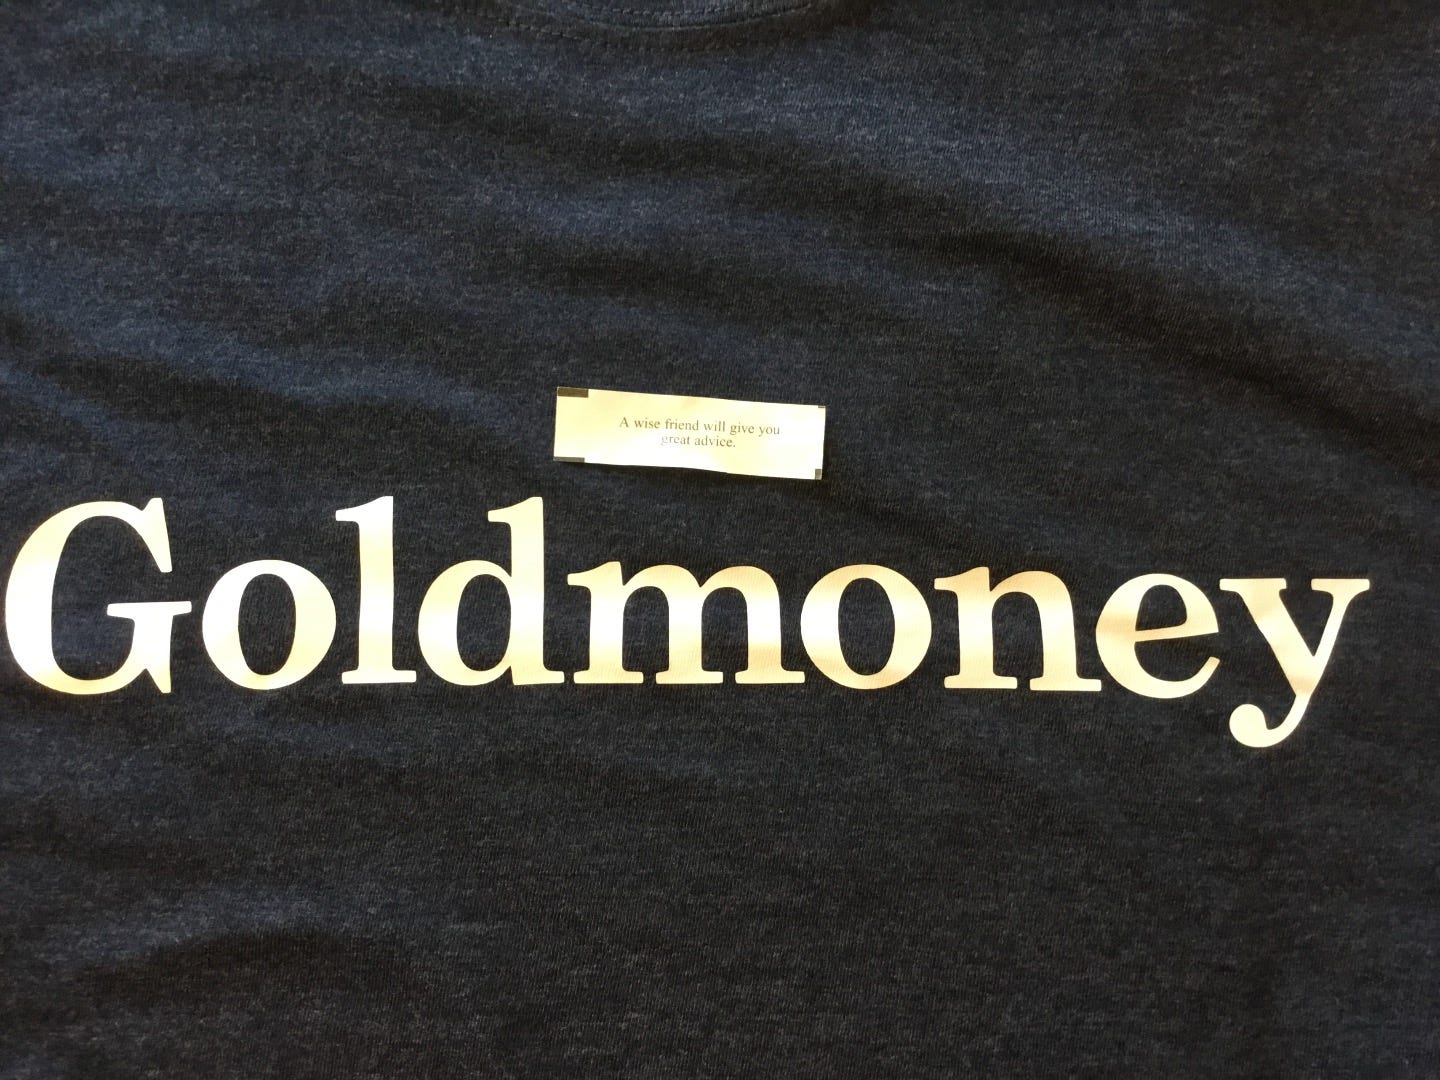 A wise friend will give you
great advice.
Goldmoney